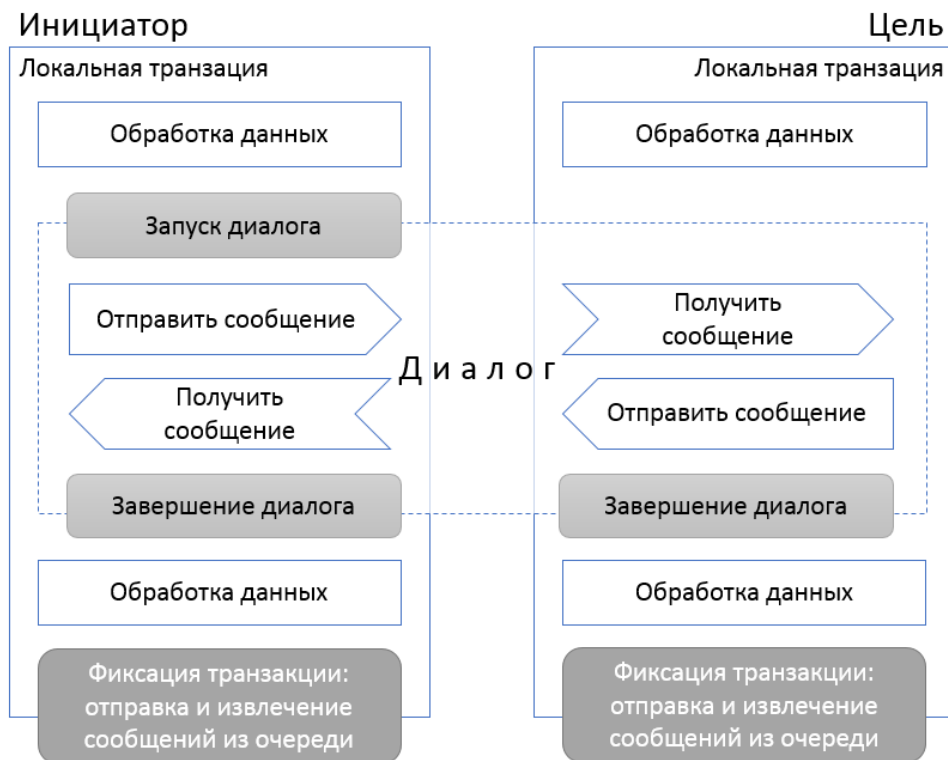 Инициатор
Локальная транзация
Обработка данных
Запуск диалога
Отправить сообщение
Получить
сообщение
Завершение диалога
Обработка данных
Фиксация транзакции:
отправка и извлечение
сообщений из очереди
Диалог
Цель
Локальная транзация
Обработка данных
Получить
сообщение
Отправить сообщение
Завершение диалога
Обработка данных
Фиксация транзакции:
отправка и извлечение
сообщений из очереди